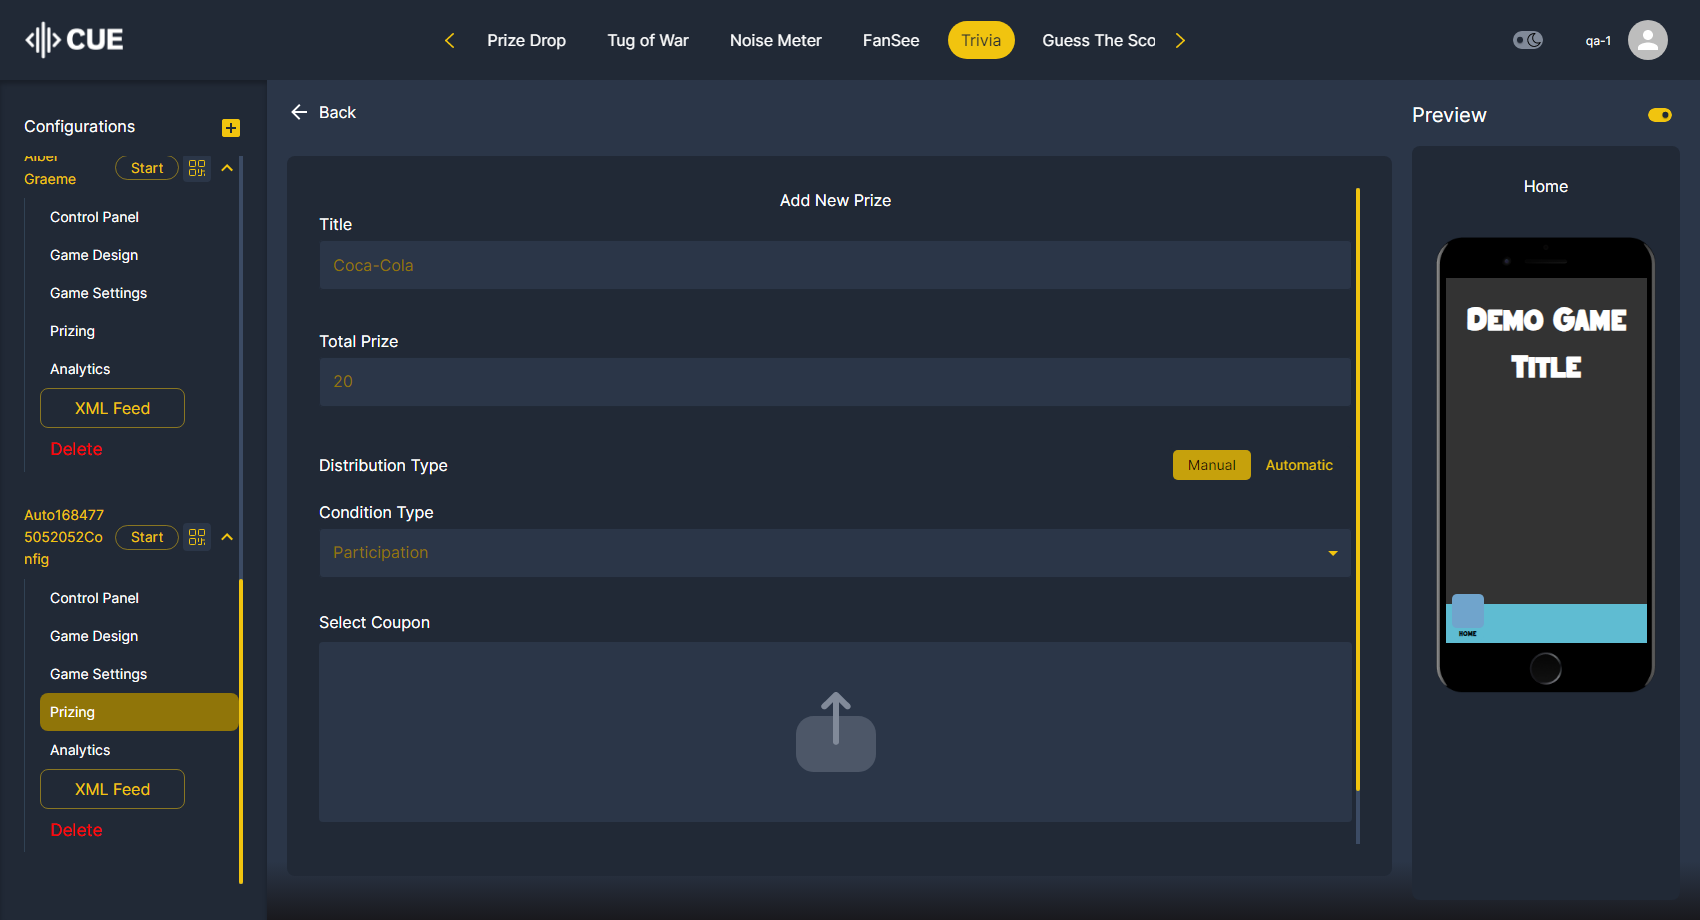 CUE
Prize Drop
Tug of War
Noise Meter
FanSee
Trivia
Guess The Sco
qa-1
Configurations
Graeme
Start
Control Panel
Game Design
Game Settings
Prizing
Analytics
XML Feed
Delete
Auto168477
5052052Co
nfig
Start
Control Panel
Game Design
Game Settings
Prizing
Analytics
XML Feed
Delete
Back
Add New Prize
Title
Coca-Cola
Total Prize
20
Distribution Type
Manual
Automatic
Condition Type
Participation
Select Coupon
Preview
Home
Demo Game
Title
HOME